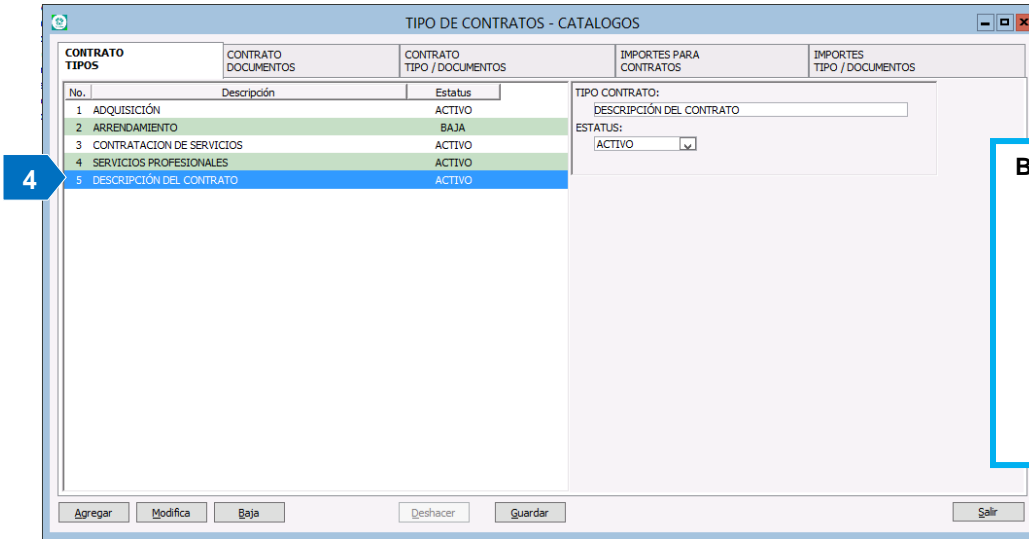 TIPO DE CONTRATOS - CATALOGOS
CONTRATO
TIPOS
CONTRATO
DOCUMENTOS
CONTRATO
TIPO / DOCUMENTOS
IMPORTES PARA
CONTRATOS
IMPORTES
TIPO / DOCUMENTOS
No. Descripción Estatus
1 ADQUISICIÓN ACTIVO
2 ARRENDAMIENTO BAJA
3 CONTRATACION DE SERVICIOS ACTIVO
4 SERVICIOS PROFESIONALES ACTIVO
5 DESCRIPCIÓN DEL CONTRATO ACTIVO
TIPO CONTRATO:
DESCRIPCIÓN DEL CONTRATO
ESTATUS:
ACTIVO
4
B
Agregar Modifica Baja Deshacer Guardar Salir